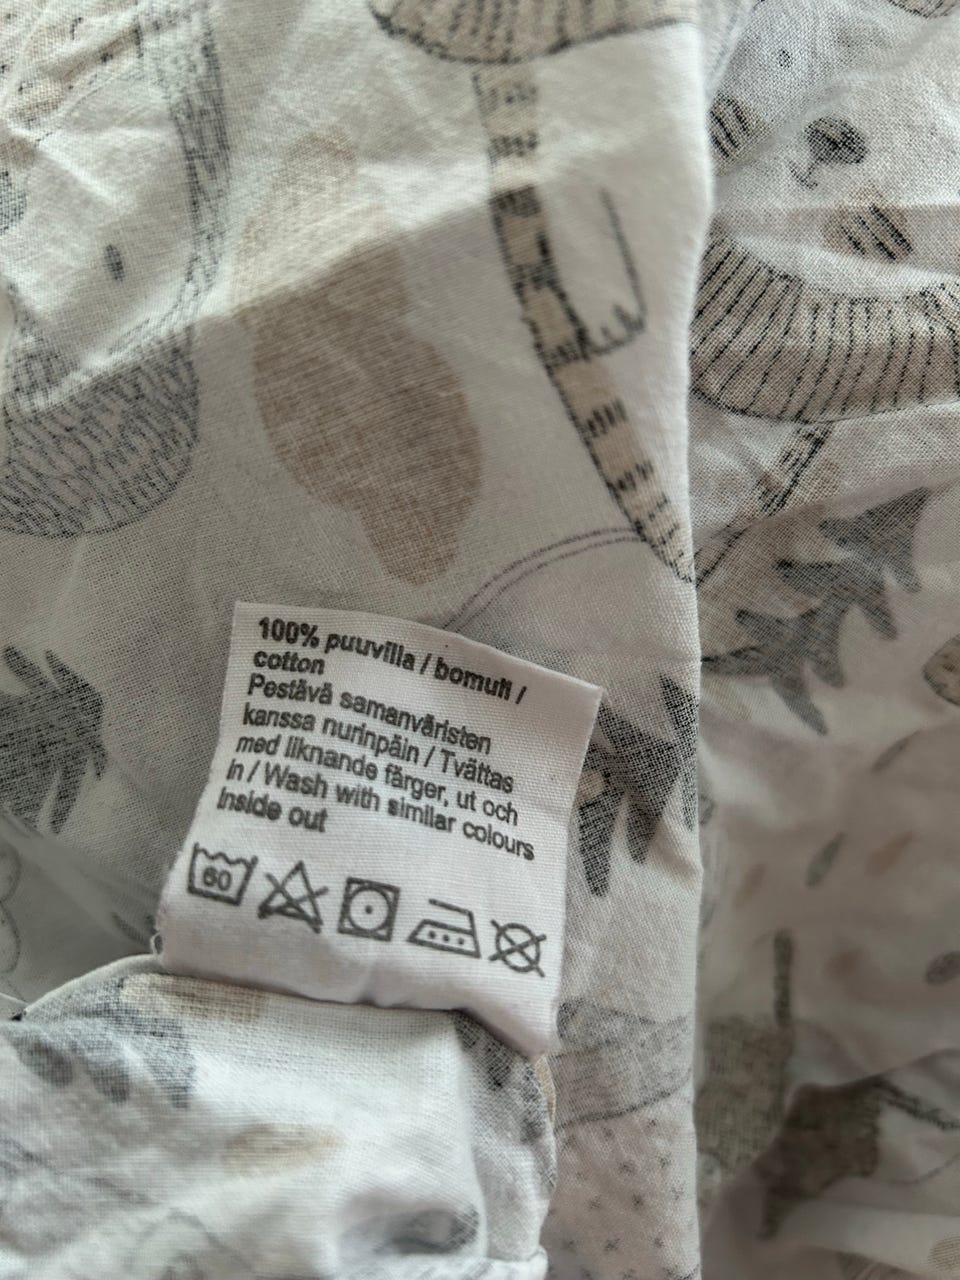 100% puuvilla / bomull /
cotton
Pestävä samanväristen
kanssa nurinpäin / Tvättas
med liknande färger, ut och
in / Wash with similar colours
inside out
60